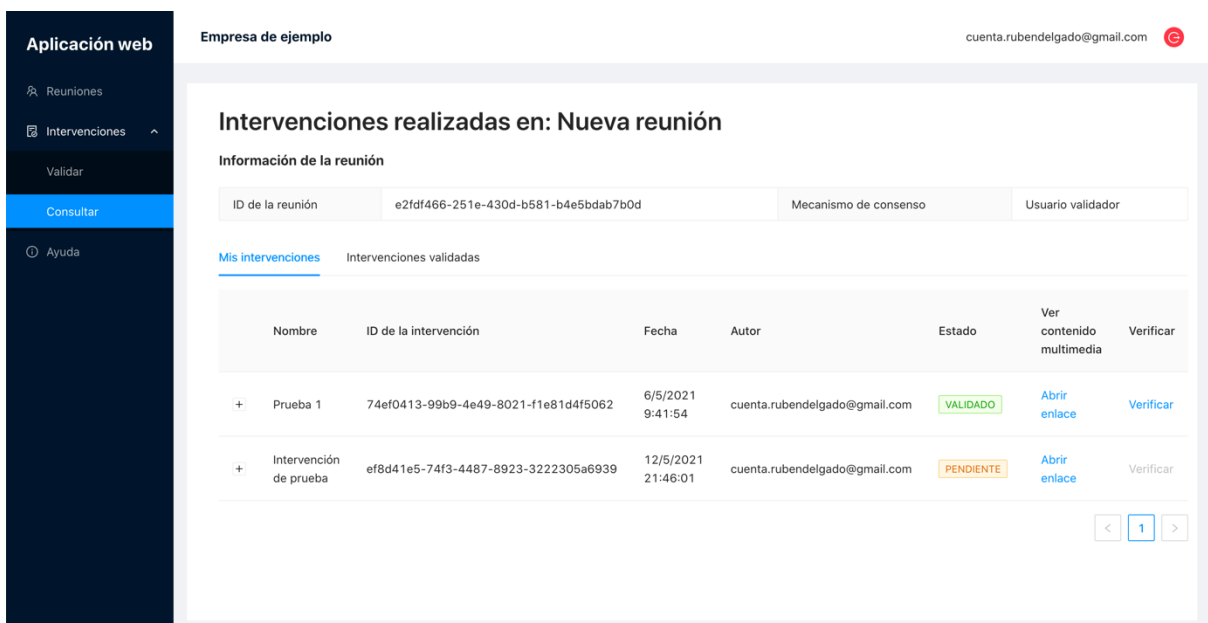 Aplicación web
Empresa de ejemplo
cuenta.rubendelgado@gmail.com
Reuniones
Intervenciones
Validar
Consultar
Ayuda
Intervenciones realizadas en: Nueva reunión
Información de la reunión
ID de la reunión e2fdf466-251e-430d-b581-b4e5bdab7b0d Mecanismo de consenso Usuario validador
Mis intervenciones Intervenciones validadas
Nombre ID de la intervención Fecha Autor Estado Ver contenido multimedia Verificar
+ Prueba 1 74ef0413-99b9-4e49-8021-f1e81d4f5062 6/5/2021 9:41:54 cuenta.rubendelgado@gmail.com VALIDADO Abrir enlace Verificar
+ Intervención de prueba ef8d41e5-74f3-4487-8923-3222305a6939 12/5/2021 21:46:01 cuenta.rubendelgado@gmail.com PENDIENTE Abrir enlace Verificar
< 1 >